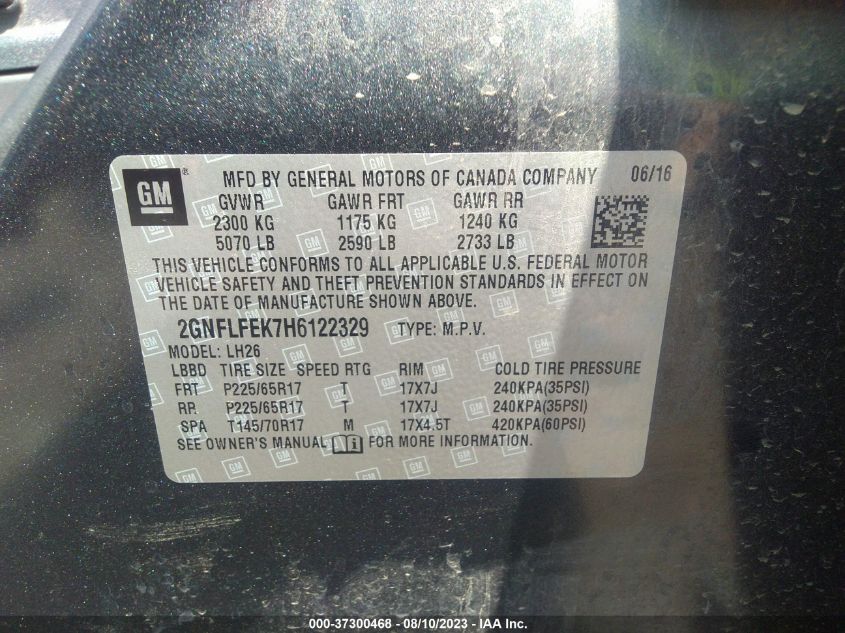 GM ®
MFD BY GENERAL MOTORS OF CANADA COMPANY 06/16
GVWR GAWR FRT GAWR RR
2300 KG 1175 KG 1240 KG
5070 LB 2590 LB 2733 LB
THIS VEHICLE CONFORMS TO ALL APPLICABLE U.S. FEDERAL MOTOR
VEHICLE SAFETY AND THEFT PREVENTION STANDARDS IN EFFECT ON
THE DATE OF MANUFACTURE SHOWN ABOVE.
2GNFLFEK7H6122329 TYPE: M.P.V.
MODEL: LH26
LBBD TIRE SIZE SPEED RTG RIM COLD TIRE PRESSURE
FRT P225/65R17 T 17X7J 240KPA(35PSI)
RR P225/65R17 T 17X7J 240KPA(35PSI)
SPA T145/70R17 M 17X4.5T 420KPA(60PSI)
SEE OWNER'S MANUAL FOR MORE INFORMATION.
000-37300468 - 08/10/2023 - IAA Inc.